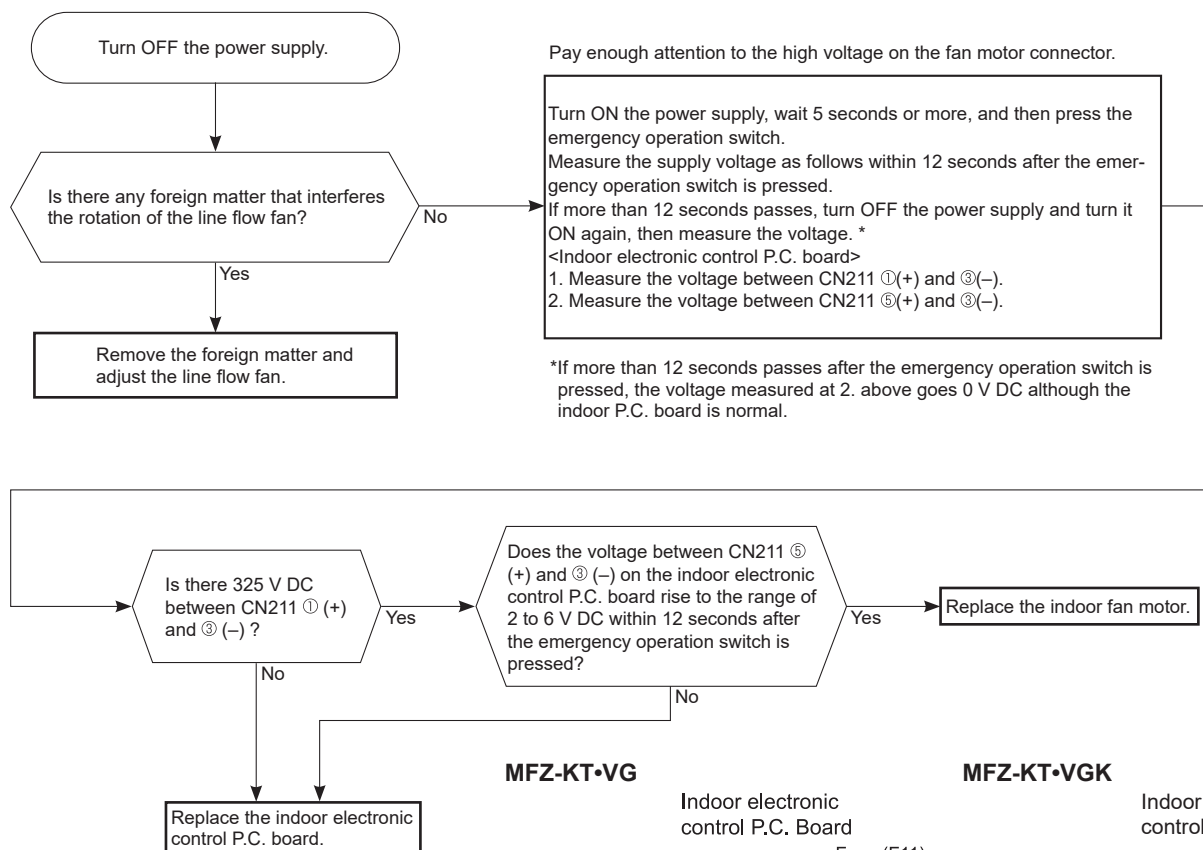 Turn OFF the power supply.
Is there any foreign matter that interferes
the rotation of the line flow fan?
No
Yes
Remove the foreign matter and
adjust the line flow fan.
Pay enough attention to the high voltage on the fan motor connector.
Turn ON the power supply, wait 5 seconds or more, and then press the
emergency operation switch.
Measure the supply voltage as follows within 12 seconds after the emer-
gency operation switch is pressed.
If more than 12 seconds passes, turn OFF the power supply and turn it
ON again, then measure the voltage. *
<Indoor electronic control P.C. board>
1. Measure the voltage between CN211 ①(+) and ③(–).
2. Measure the voltage between CN211 ⑤(+) and ③(–).
*If more than 12 seconds passes after the emergency operation switch is
pressed, the voltage measured at 2. above goes 0 V DC although the
indoor P.C. board is normal.
Is there 325 V DC
between CN211 ① (+)
and ③ (–) ?
Yes
No
Does the voltage between CN211 ⑤
(+) and ③ (–) on the indoor electronic
control P.C. board rise to the range of
2 to 6 V DC within 12 seconds after
the emergency operation switch is
pressed?
Yes
No
Replace the indoor fan motor.
Replace the indoor electronic
control P.C. board.
MFZ-KT•VG
Indoor electronic
control P.C. Board
MFZ-KT•VGK
Indoor
control